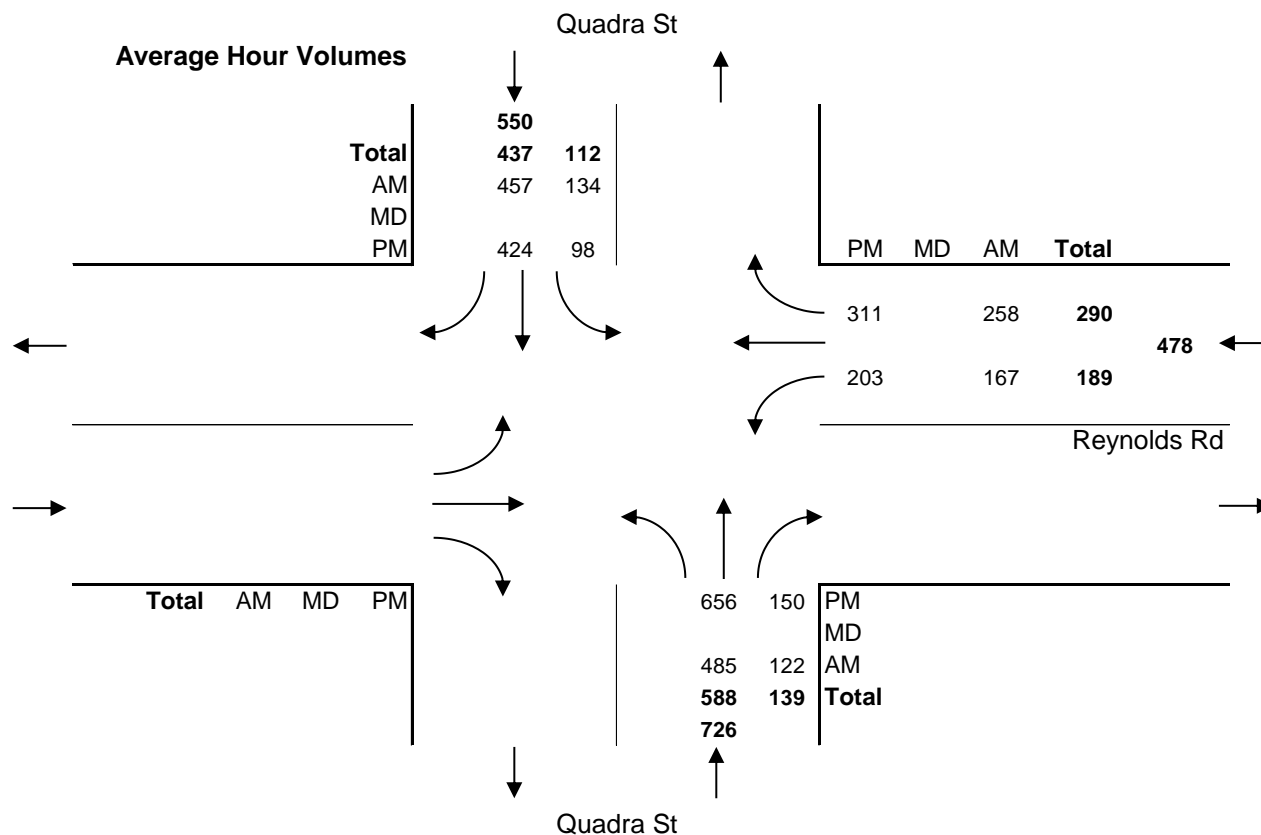 Quadra St
Average Hour Volumes
550
Total 437 112
AM 457 134
MD
PM 424 98
PM MD AM Total
311 258 290
478
203 167 189
Reynolds Rd
Total AM MD PM
656 150 PM
MD
485 122 AM
588 139 Total
726
Quadra St